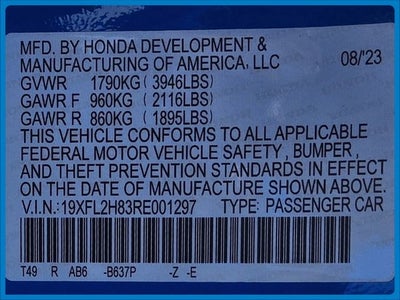 MFD. BY HONDA DEVELOPMENT &
MANUFACTURING OF AMERICA, LLC 08/'23
GVWR 1790KG ( 3946LBS)
GAWR F 960KG ( 2116LBS)
GAWR R 860KG ( 1895LBS)
THIS VEHICLE CONFORMS TO ALL APPLICABLE
FEDERAL MOTOR VEHICLE SAFETY , BUMPER,
AND THEFT PREVENTION STANDARDS IN EFFECT
ON THE DATE OF MANUFACTURE SHOWN ABOVE.
V.I.N.: 19XFL2H83RE001297 TYPE: PASSENGER CAR
T49 R AB6 -B637P -Z -E